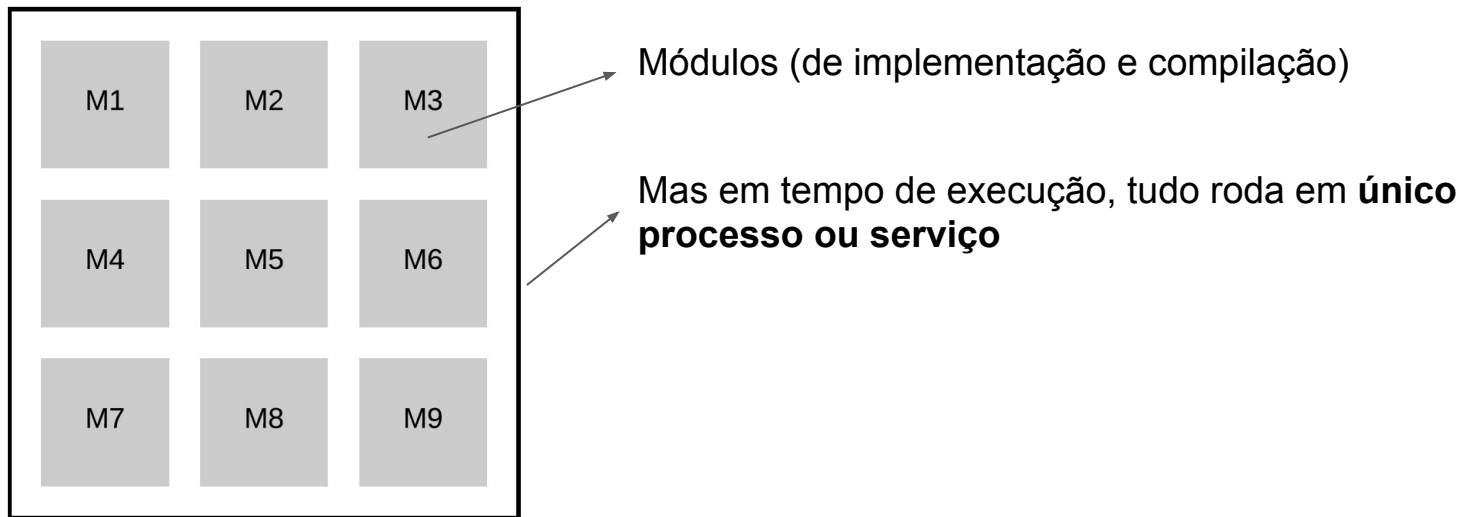 M1 M2 M3
Módulos (de implementação e compilação)
Mas em tempo de execução, tudo roda em único
processo ou serviço
M4 M5 M6
M7 M8 M9